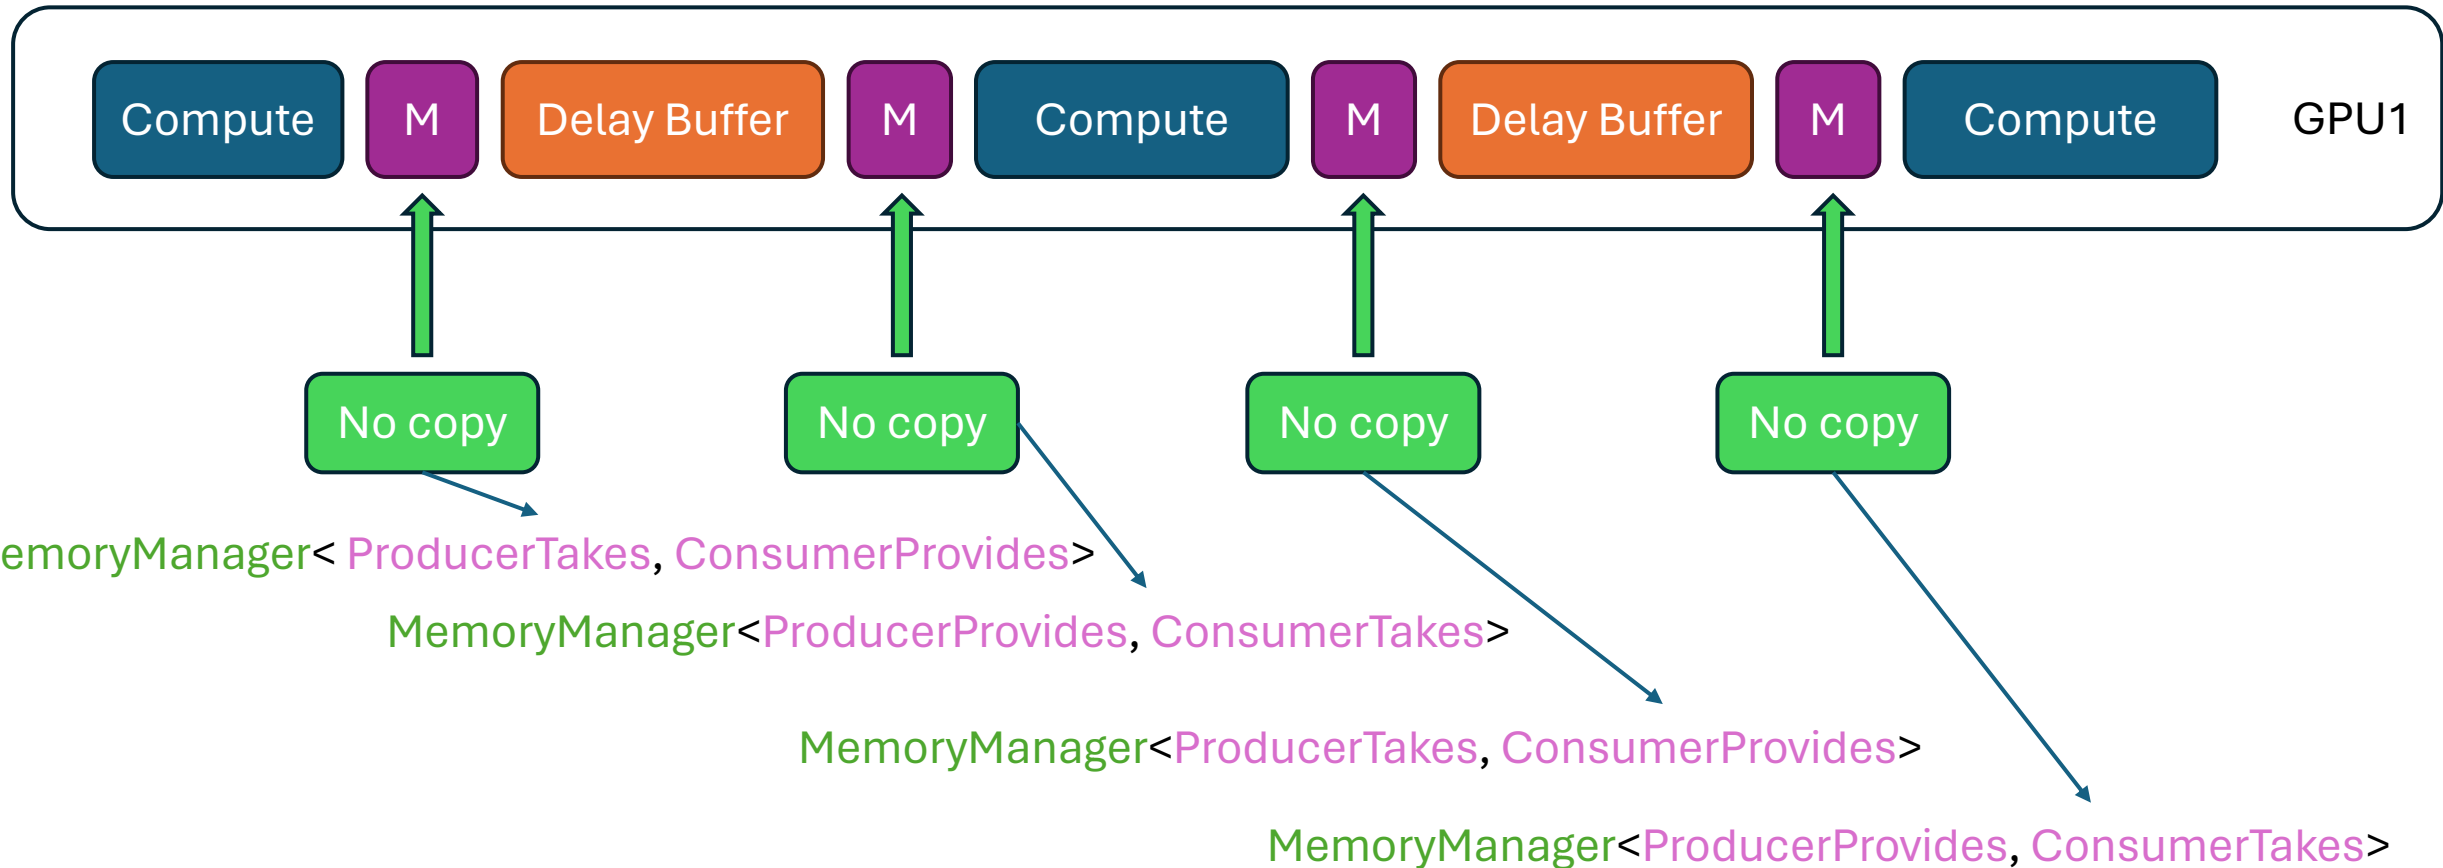 Compute M Delay Buffer M Compute M Delay Buffer M Compute GPU1
No copy No copy No copy No copy
emoryManager< ProducerTakes, ConsumerProvides>
MemoryManager<ProducerProvides, ConsumerTakes>
MemoryManager<ProducerTakes, ConsumerProvides>
MemoryManager<ProducerProvides, ConsumerTakes>